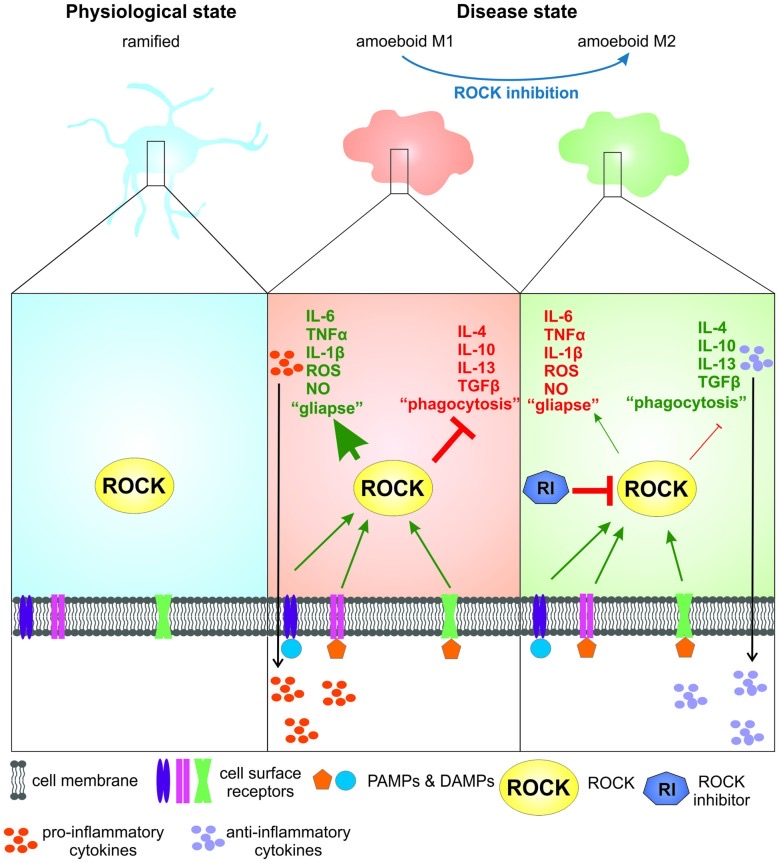 Physiological state
Disease state
ramified
amoeboid M1
amoeboid M2
ROCK inhibition
ROCK
IL-6
TNFα
IL-1β
ROS
NO
“gliapse”
IL-4
IL-10
IL-13
TGFβ
“phagocytosis”
ROCK
IL-6
TNFα
IL-1β
ROS
NO
“gliapse”
IL-4
IL-10
IL-13
TGFβ
“phagocytosis”
RI
ROCK
cell membrane
cell surface
receptors
PAMPs & DAMPs
ROCK
ROCK
RI
ROCK
inhibitor
pro-inflammatory
cytokines
anti-inflammatory
cytokines